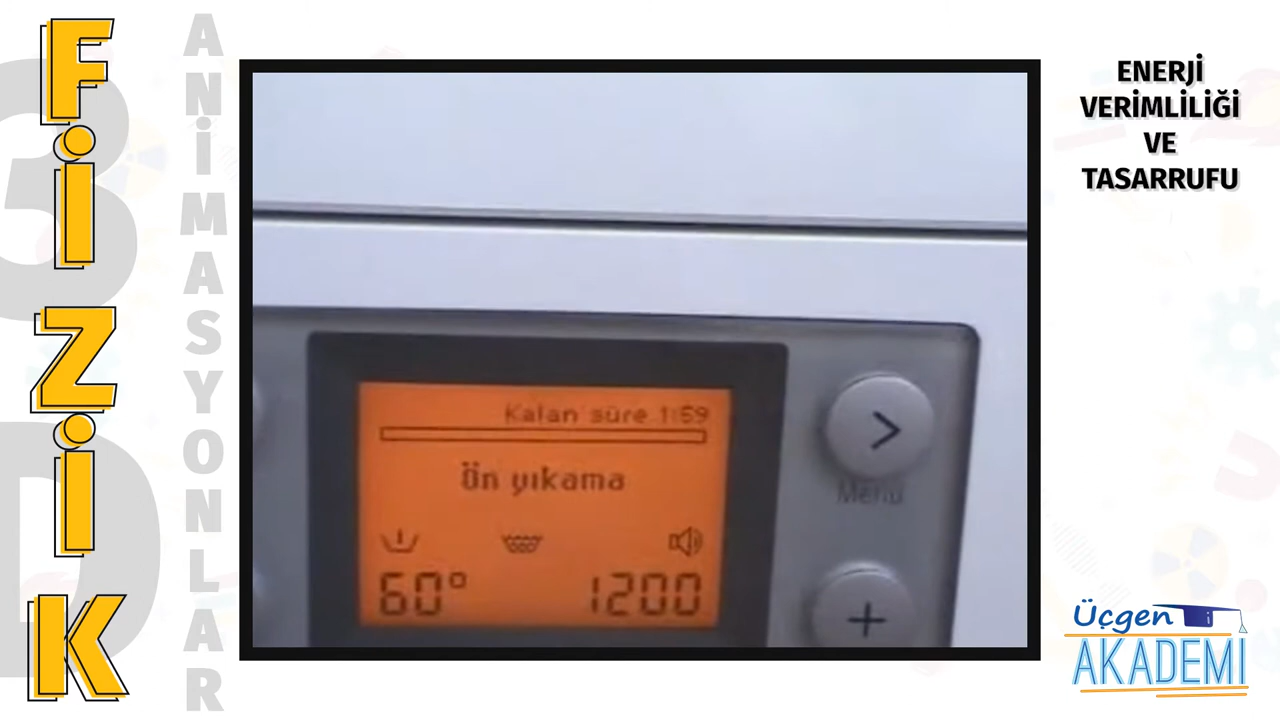 FİZİK
3D
ANİMASYONLAR
ENERJİ
VERİMLİLİĞİ
VE
TASARRUFU
Kalan süre 1:59
Ön yıkama
60° 1200
Menü
Üçgen
AKADEMİ